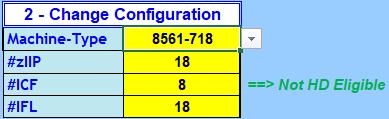 2 - Change Configuration
Machine-Type 8561-718
#zIIP 18
#ICF 8 ==> Not HD Eligible
#IFL 18